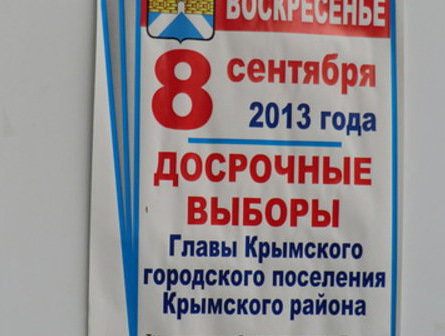 ВОСКРЕСЕНЬЕ
8 сентября
2013 года
ДОСРОЧНЫЕ
ВЫБОРЫ
Главы Крымского
городского поселения
Крымского района